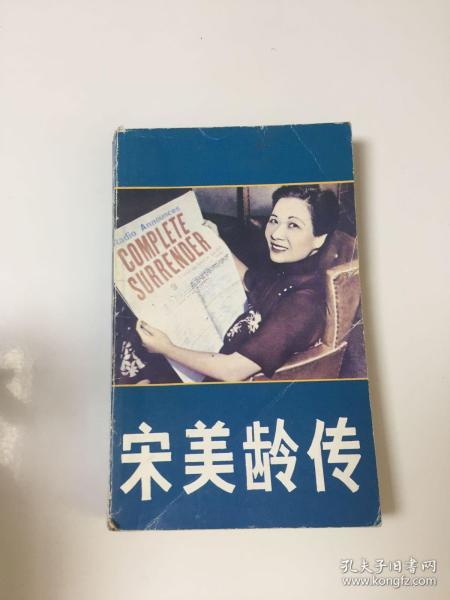 Radio Announces
COMPLETE
SURRENDER
宋美龄传
孔夫子旧书网
www.kongfz.com